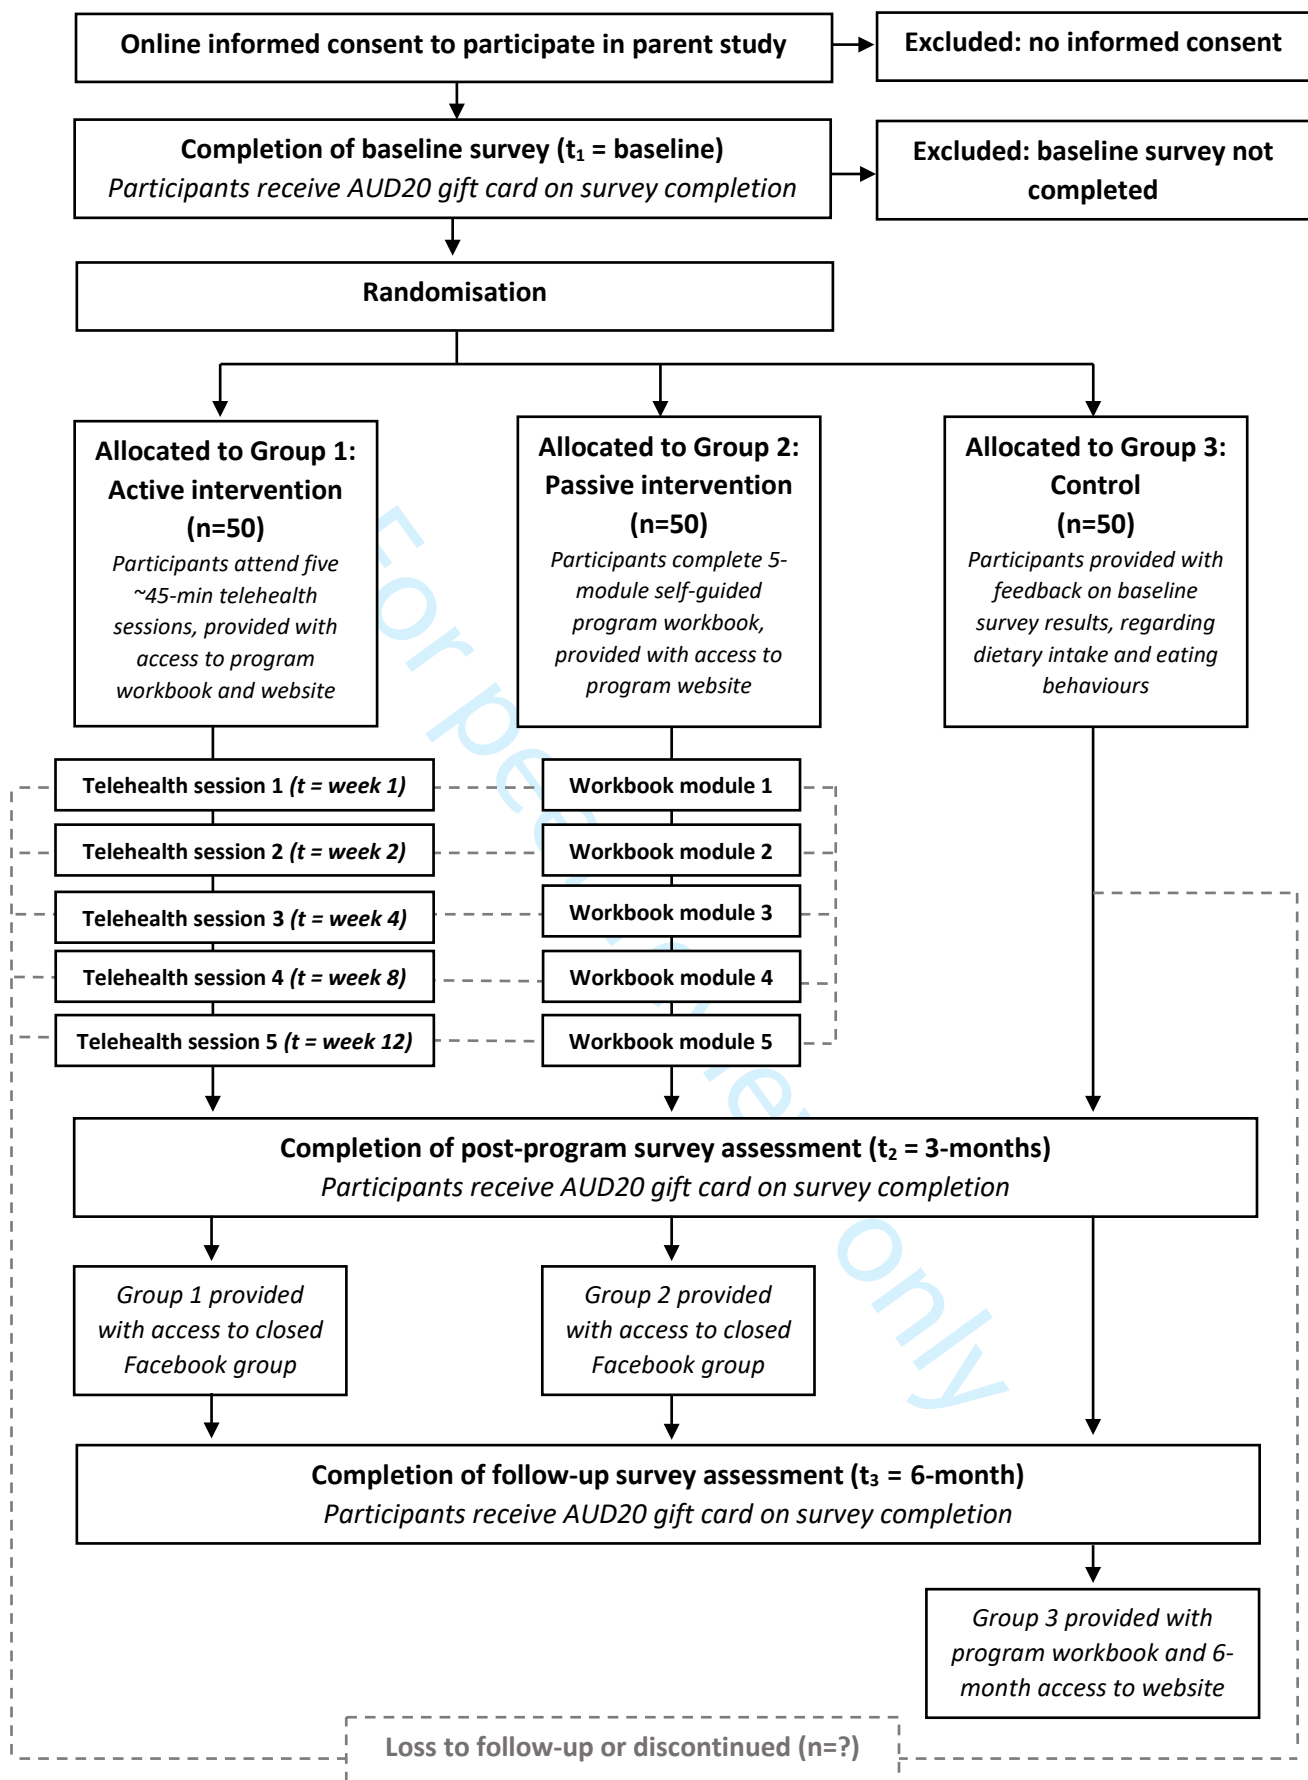 Online informed consent to participate in parent study
Excluded: no informed consent
Completion of baseline survey (t₁ = baseline)
Participants receive AUD20 gift card on survey completion
Excluded: baseline survey not
completed
Randomisation
Allocated to Group 1:
Active intervention
(n=50)
Participants attend five
~45-min telehealth
sessions, provided with
access to program
workbook and website
Allocated to Group 2:
Passive intervention
(n=50)
Participants complete 5-
module self-guided
program workbook,
provided with access to
program website
Allocated to Group 3:
Control
(n=50)
Participants provided with
feedback on baseline
survey results, regarding
dietary intake and eating
behaviours
Telehealth session 1 (t = week 1)
Workbook module 1
Telehealth session 2 (t = week 2)
Workbook module 2
Telehealth session 3 (t = week 4)
Workbook module 3
Telehealth session 4 (t = week 8)
Workbook module 4
Telehealth session 5 (t = week 12)
Workbook module 5
Completion of post-program survey assessment (t₂ = 3-months)
Participants receive AUD20 gift card on survey completion
Group 1 provided
with access to closed
Facebook group
Group 2 provided
with access to closed
Facebook group
Completion of follow-up survey assessment (t₃ = 6-month)
Participants receive AUD20 gift card on survey completion
Group 3 provided with
program workbook and 6-
month access to website
Loss to follow-up or discontinued (n=?)
For peer review only